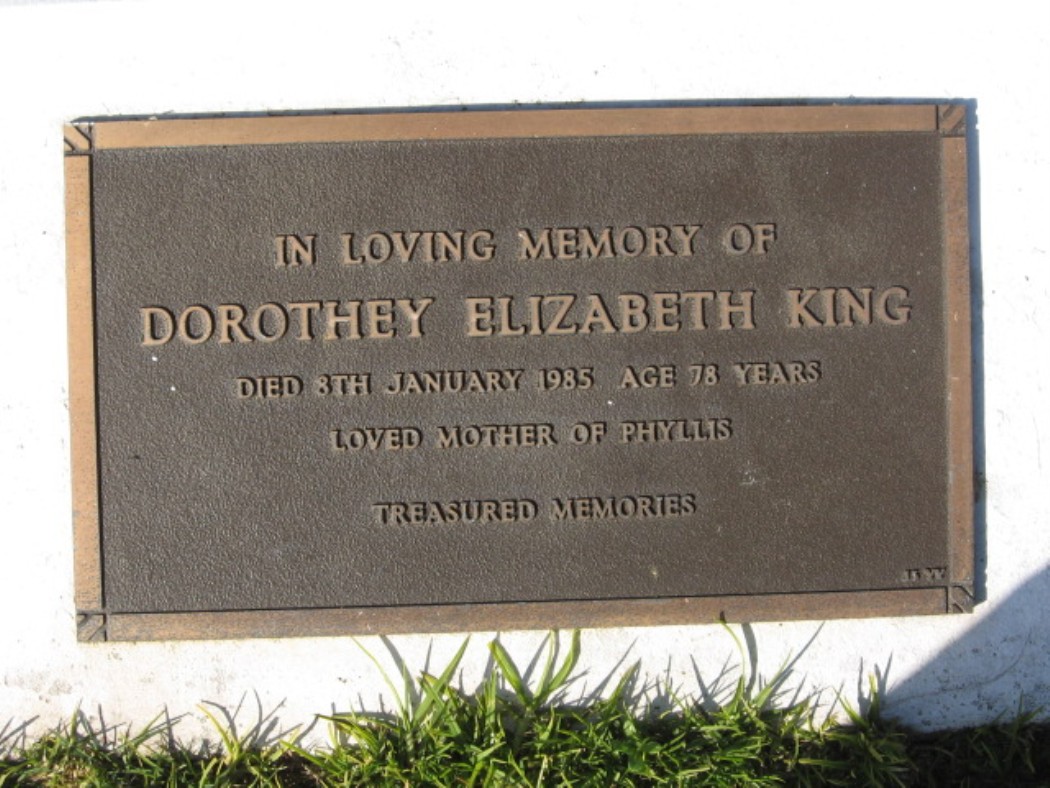 IN LOVING MEMORY OF
DOROTHEY ELIZABETH KING
DIED 8TH JANUARY 1985 AGE 78 YEARS
LOVED MOTHER OF PHYLLIS
TREASURED MEMORIES